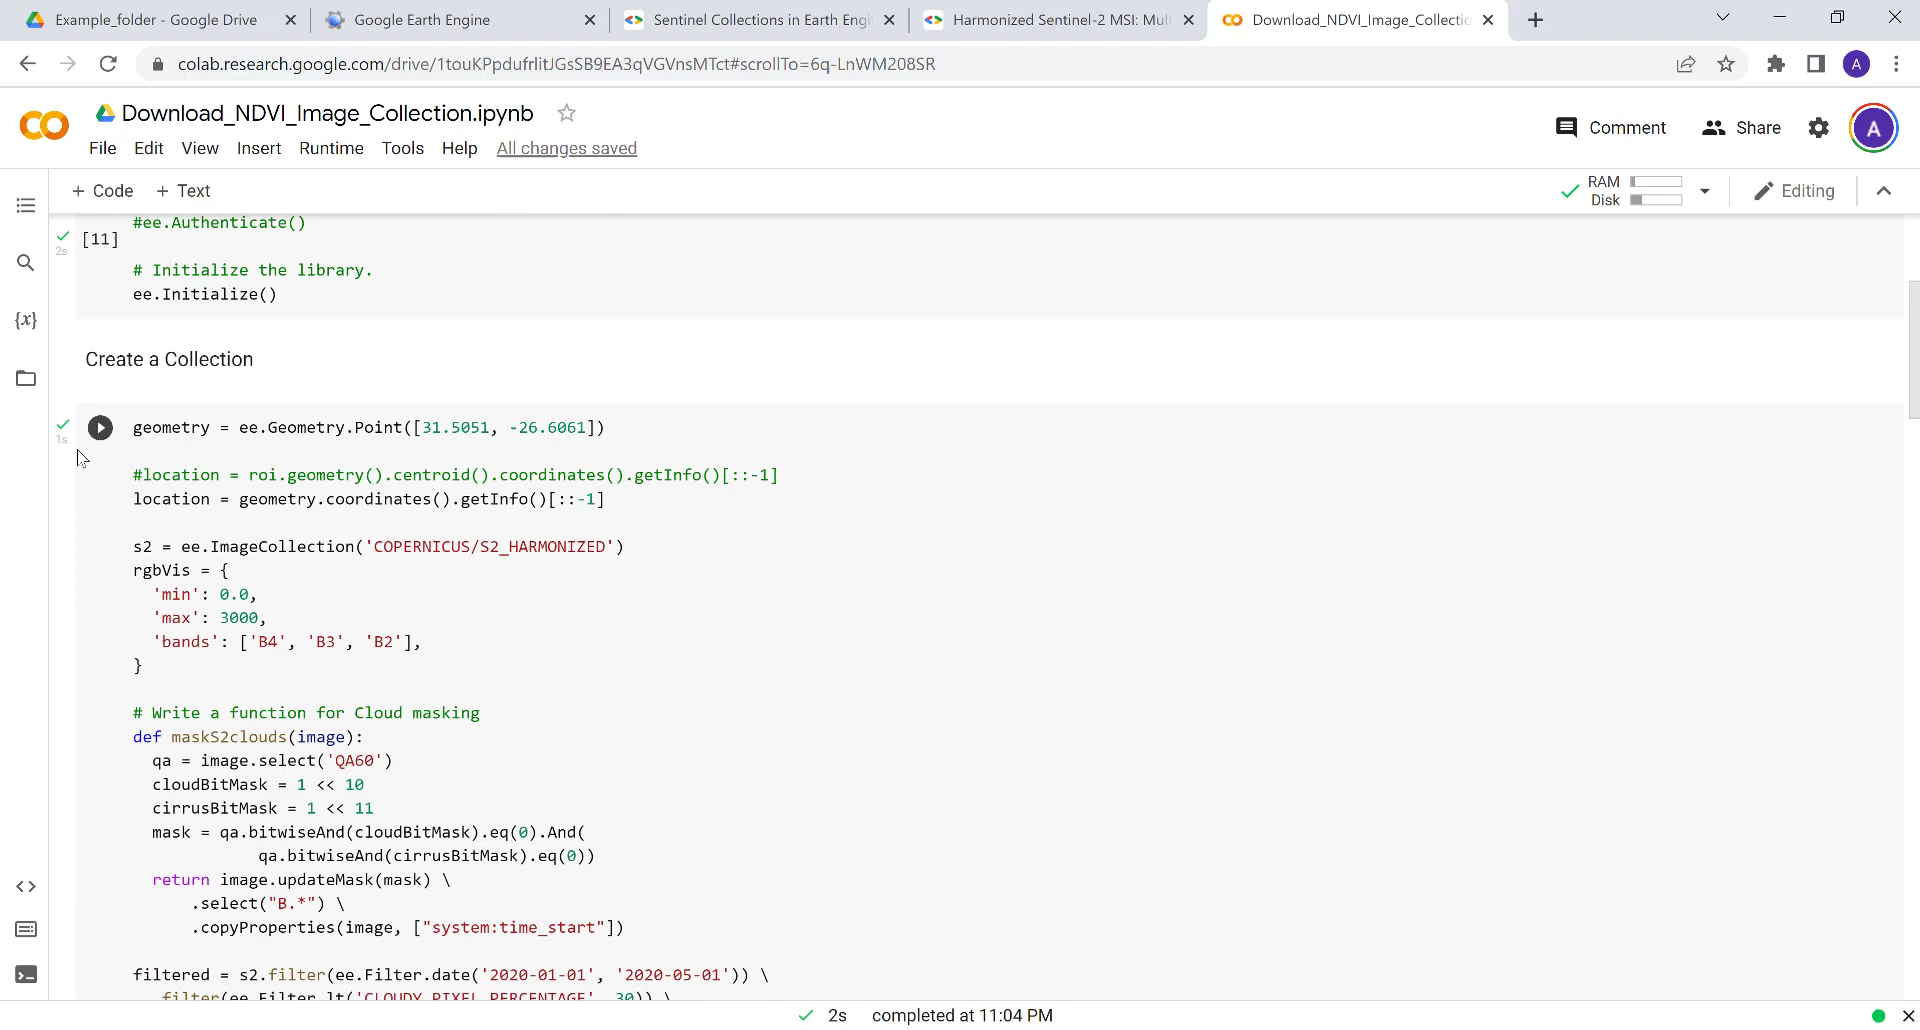 Example_folder - Google Drive
Google Earth Engine
Sentinel Collections in Earth Engi
Harmonized Sentinel-2 MSI: Mult
Download_NDVI_Image_Collectio
colab.research.google.com/drive/1touKPpdufrlitJGsSB9EA3qVGVnsMTct#scrollTo=6q-LnWM208SR
A
Download_NDVI_Image_Collection.ipynb
Comment
Share
A
File Edit View Insert Runtime Tools Help All changes saved
+ Code + Text
RAM
Disk
Editing
#ee.Authenticate()
[11]
2s
# Initialize the library.
ee.Initialize()
{x}
Create a Collection
1s
geometry = ee.Geometry.Point([31.5051, -26.6061])
#location = roi.geometry().centroid().coordinates().getInfo()[::-1]
location = geometry.coordinates().getInfo()[::-1]
s2 = ee.ImageCollection('COPERNICUS/S2_HARMONIZED')
rgbVis = {
'min': 0.0,
'max': 3000,
'bands': ['B4', 'B3', 'B2'],
}
# Write a function for Cloud masking
def maskS2clouds(image):
qa = image.select('QA60')
cloudBitMask = 1 << 10
cirrusBitMask = 1 << 11
mask = qa.bitwiseAnd(cloudBitMask).eq(0).And(
qa.bitwiseAnd(cirrusBitMask).eq(0))
return image.updateMask(mask) \
.select("B.*") \
.copyProperties(image, ["system:time_start"])
filtered = s2.filter(ee.Filter.date('2020-01-01', '2020-05-01')) \
.filter(ee.Filter.lt('CLOUDY_PIXEL_PERCENTAGE', 30)) \
2s completed at 11:04 PM